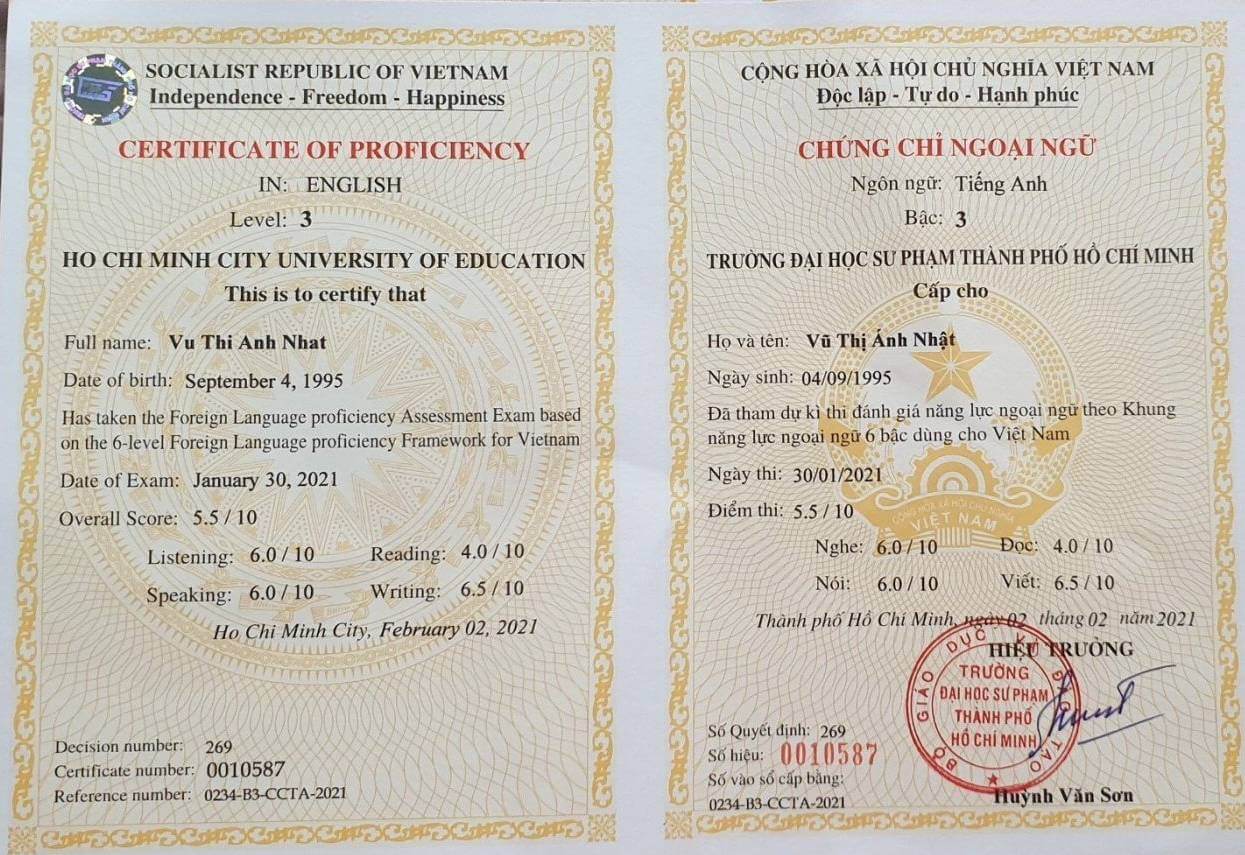 SOCIALIST REPUBLIC OF VIETNAM
Independence - Freedom - Happiness
CERTIFICATE OF PROFICIENCY
IN: ENGLISH
Level: 3
HO CHI MINH CITY UNIVERSITY OF EDUCATION
This is to certify that
Full name: Vu Thi Anh Nhat
Date of birth: September 4, 1995
Has taken the Foreign Language proficiency Assessment Exam based
on the 6-level Foreign Language proficiency Framework for Vietnam
Date of Exam: January 30, 2021
Overall Score: 5.5 / 10
Listening: 6.0 / 10 Reading: 4.0 / 10
Speaking: 6.0 / 10 Writing: 6.5 / 10
Ho Chi Minh City, February 02, 2021
Decision number: 269
Certificate number: 0010587
Reference number: 0234-B3-CCTA-2021
CỘNG HÒA XÃ HỘI CHỦ NGHĨA VIỆT NAM
Độc lập - Tự do - Hạnh phúc
CHỨNG CHỈ NGOẠI NGỮ
Ngôn ngữ: Tiếng Anh
Bậc: 3
TRƯỜNG ĐẠI HỌC SƯ PHẠM THÀNH PHỐ HỒ CHÍ MINH
Cấp cho
Họ và tên: Vũ Thị Ánh Nhật
Ngày sinh: 04/09/1995
Đã tham dự kì thi đánh giá năng lực ngoại ngữ theo Khung
năng lực ngoại ngữ 6 bậc dùng cho Việt Nam
Ngày thi: 30/01/2021
Điểm thi: 5.5 / 10
CỘNG HÒA XÃ HỘI CHỦ NGHĨA
VIỆT NAM
Nghe: 6.0 / 10 Đọc: 4.0 / 10
Nói: 6.0 / 10 Viết: 6.5 / 10
Thành phố Hồ Chí Minh, ngày 02 tháng 02 năm 2021
HIỆU TRƯỞNG
BỘ GIÁO DỤC VÀ ĐÀO TẠO
TRƯỜNG
ĐẠI HỌC SƯ PHẠM
THÀNH PHỐ
HỒ CHÍ MINH
Số Quyết định: 269
Số hiệu: 0010587
Số vào sổ cấp bằng:
0234-B3-CCTA-2021
Huỳnh Văn Sơn